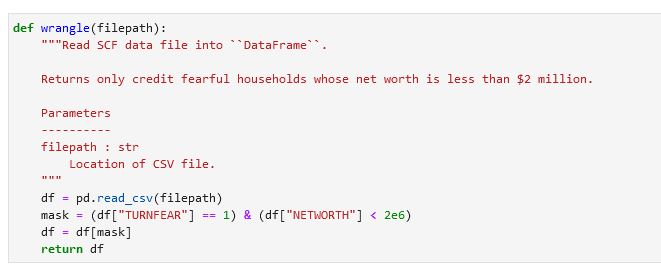 def wrangle(filepath):
    """Read SCF data file into ``DataFrame``.

    Returns only credit fearful households whose net worth is less than $2 million.

    Parameters
    ----------
    filepath : str
        Location of CSV file.
    """
    df = pd.read_csv(filepath)
    mask = (df["TURNFEAR"] == 1) & (df["NETWORTH"] < 2e6)
    df = df[mask]
    return df